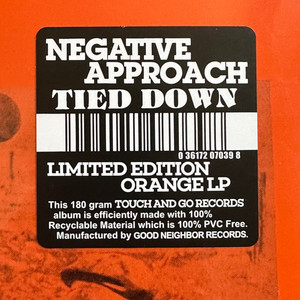 NEGATIVE
APPROACH
TIED DOWN
0 36172 07039 8
LIMITED EDITION
ORANGE LP
This 180 gram TOUCH AND GO RECORDS
album is efficiently made with 100%
Recyclable Material which is 100% PVC Free.
Manufactured by GOOD NEIGHBOR RECORDS.